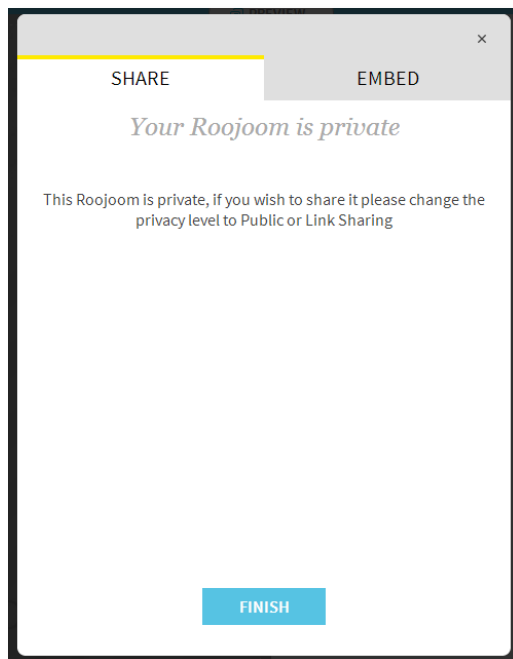 PREVIEW
×
SHARE
EMBED
Your Roojoom is private
This Roojoom is private, if you wish to share it please change the
privacy level to Public or Link Sharing
FINISH